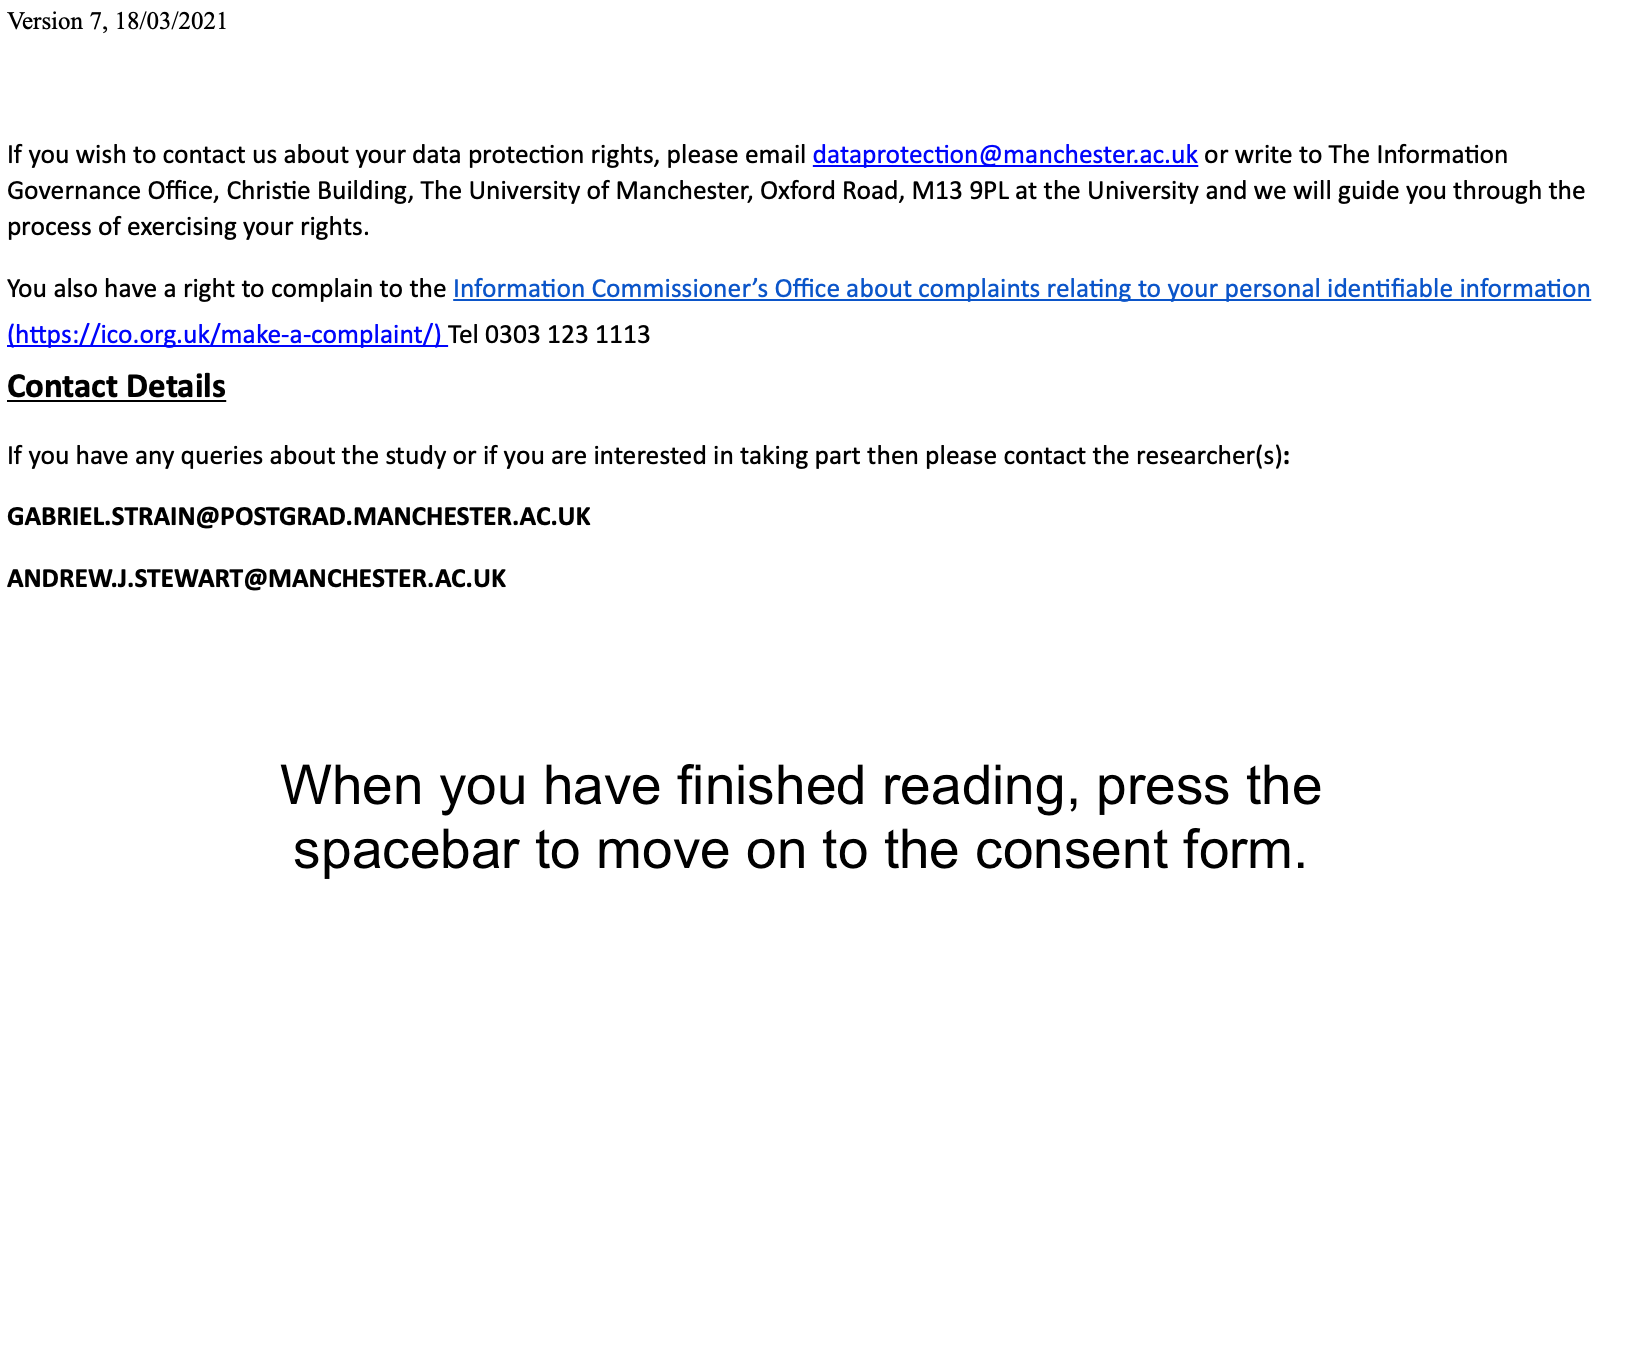 Version 7, 18/03/2021
If you wish to contact us about your data protection rights, please email dataprotection@manchester.ac.uk or write to The Information
Governance Office, Christie Building, The University of Manchester, Oxford Road, M13 9PL at the University and we will guide you through the
process of exercising your rights.
You also have a right to complain to the Information Commissioner’s Office about complaints relating to your personal identifiable information
(https://ico.org.uk/make-a-complaint/) Tel 0303 123 1113
Contact Details
If you have any queries about the study or if you are interested in taking part then please contact the researcher(s):
GABRIEL.STRAIN@POSTGRAD.MANCHESTER.AC.UK
ANDREW.J.STEWART@MANCHESTER.AC.UK
When you have finished reading, press the
spacebar to move on to the consent form.